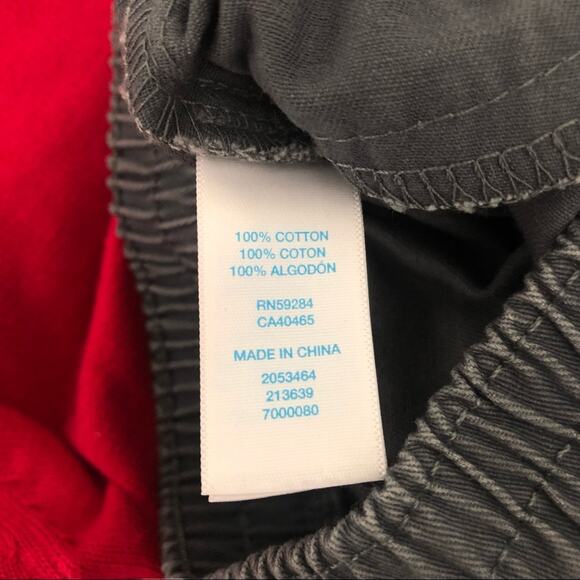 100% COTTON
100% COTON
100% ALGODÓN
RN59284
CA40465
MADE IN CHINA
2053464
213639
7000080